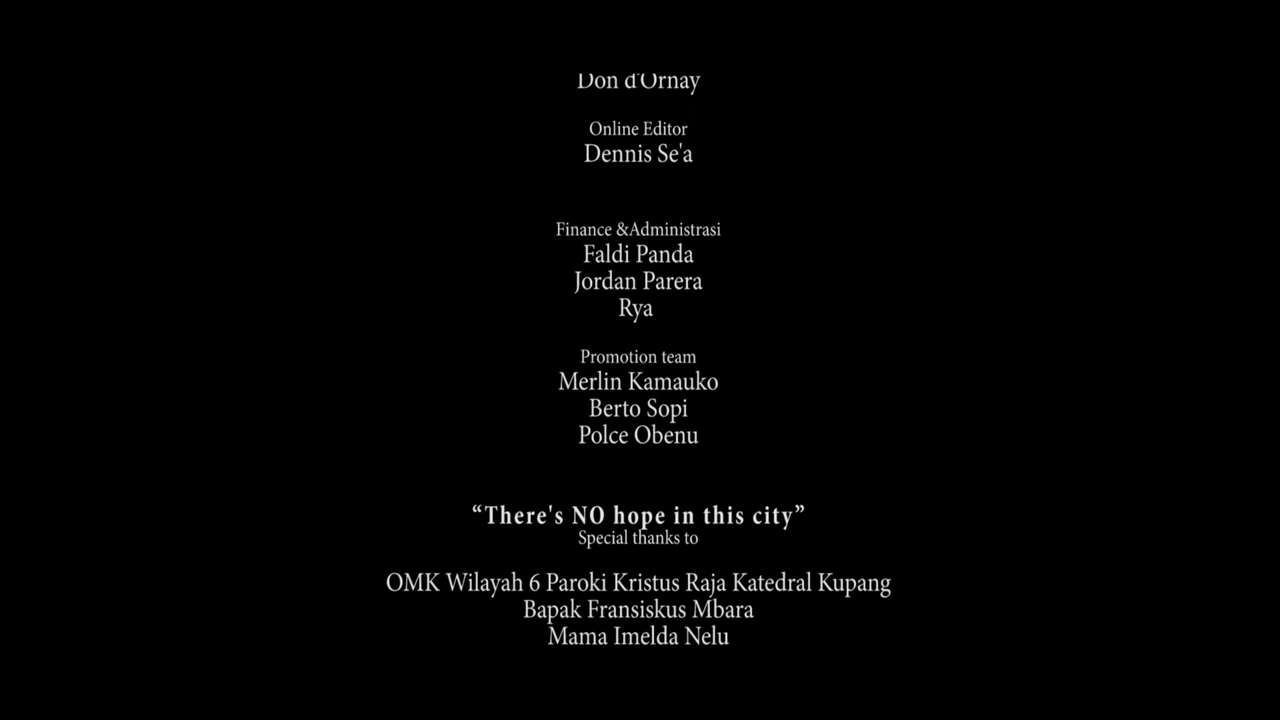 Don d'Ornay
Online Editor
Dennis Se'a
Finance &Administrasi
Faldi Panda
Jordan Parera
Rya
Promotion team
Merlin Kamauko
Berto Sopi
Polce Obenu
“There's NO hope in this city”
Special thanks to
OMK Wilayah 6 Paroki Kristus Raja Katedral Kupang
Bapak Fransiskus Mbara
Mama Imelda Nelu